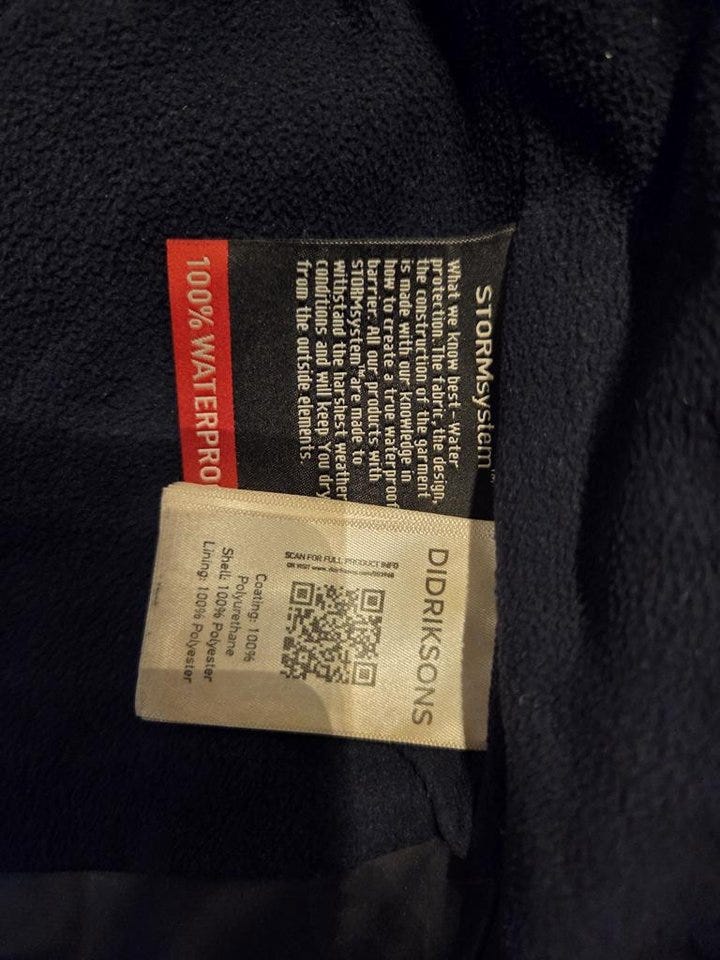 STORMsystem™
What we know best - Water
protection. The fabric, the design,
the construction of the garment
is made with our knowledge in
how to create a true waterproof
barrier. All our products with
STORMsystem™ are made to
withstand the harshest weather
conditions and will keep You dry
from the outside elements.
100% WATERPRO
DIDRIKSONS
SCAN FOR FULL PRODUCT INFO
OR VISIT
Coating: 100%
Polyurethane
Shell: 100% Polyester
Lining: 100% Polyester